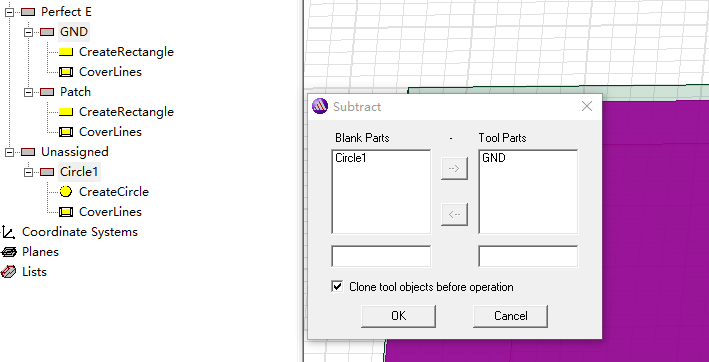 Perfect E
GND
CreateRectangle
CoverLines
Patch
CreateRectangle
CoverLines
Unassigned
Circle1
CreateCircle
CoverLines
Coordinate Systems
Planes
Lists
Subtract
Blank Parts - Tool Parts
Circle1 GND
-->
<--
Clone tool objects before operation
OK Cancel